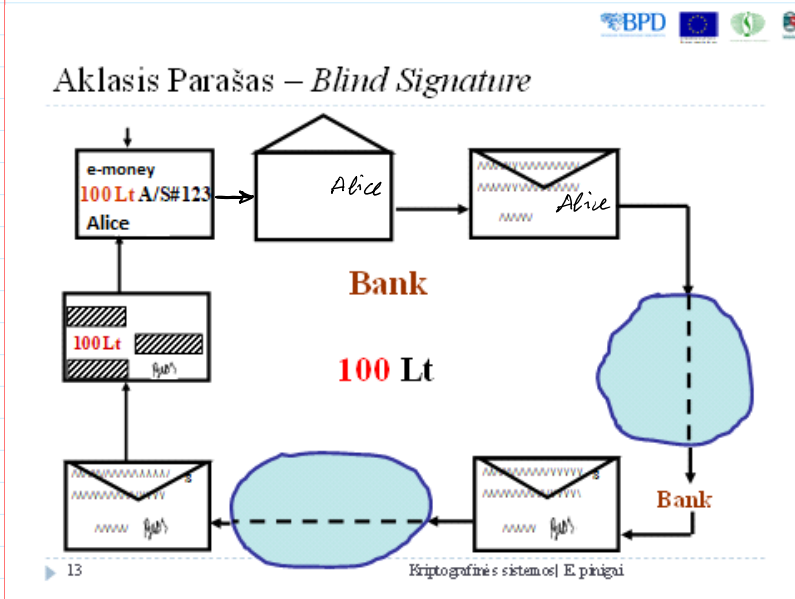 BPD
Aklasis Parašas – Blind Signature
e-money
100 Lt A/S#123
Alice
Alice
Alice
Bank
100 Lt
100 Lt
Bank
13
Kriptografinės sistemos| E. pinigai